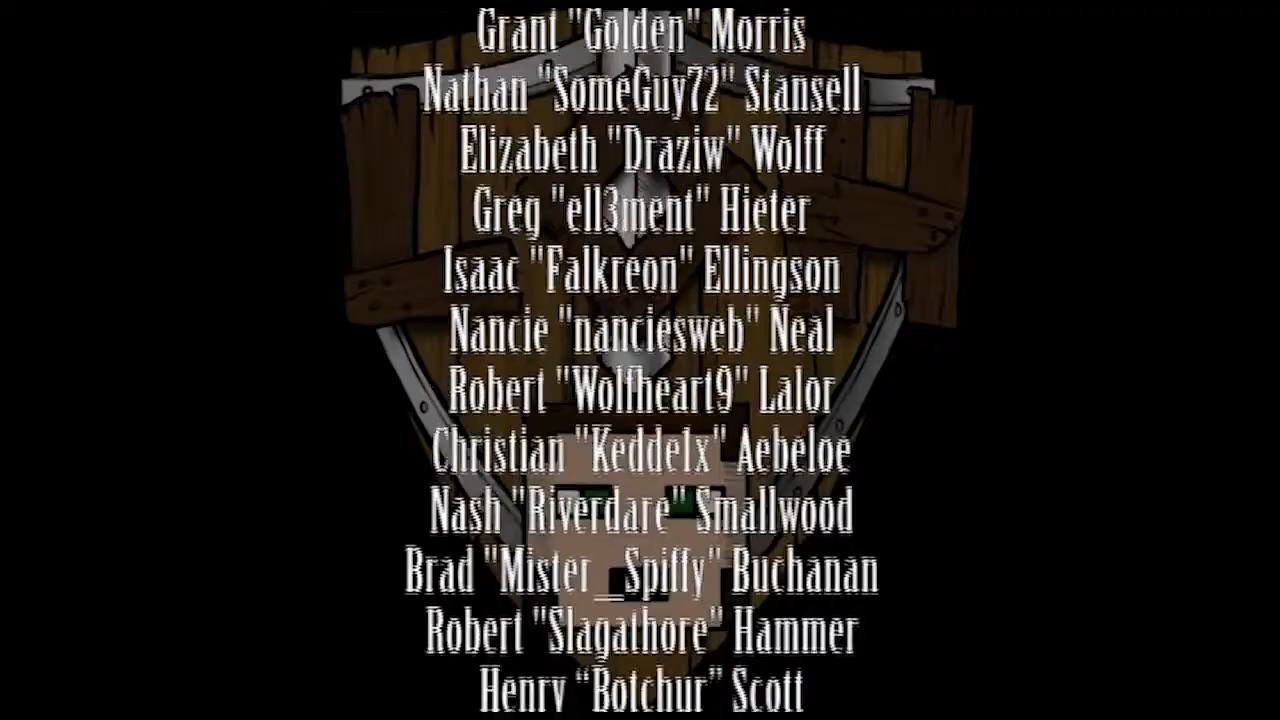 Grant "Golden" Morris
Nathan "SomeGuy72" Stansell
Elizabeth "Draziw" Wolff
Greg "ell3ment" Hieter
Isaac "Falkreon" Ellingson
Nancie "nanciesweb" Neal
Robert "Wolfheart9" Lalor
Christian "Keddelx" Aebeloe
Nash "Riverdare" Smallwood
Brad "Mister_Spiffy" Buchanan
Robert "Slagathore" Hammer
Henry “Botchur” Scott